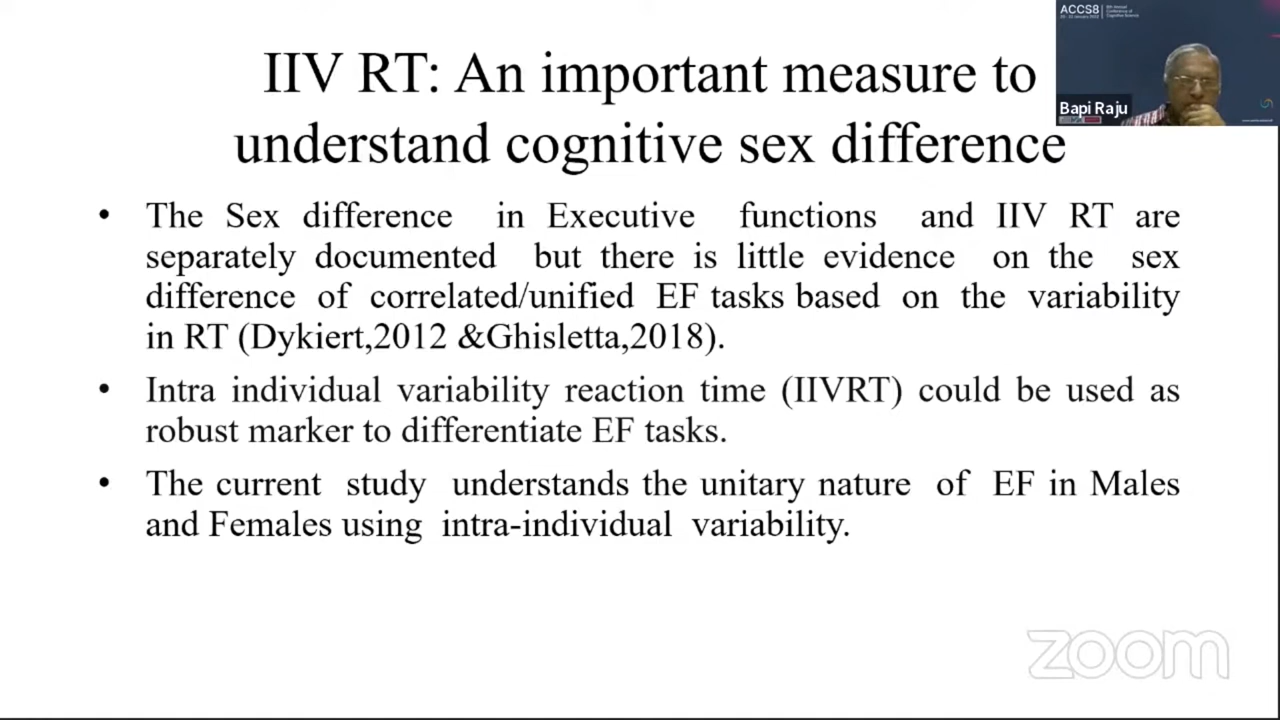 IIV RT: An important measure to
understand cognitive sex difference
• The Sex difference in Executive functions and IIV RT are
separately documented but there is little evidence on the sex
difference of correlated/unified EF tasks based on the variability
in RT (Dykiert,2012 &Ghisletta,2018).
• Intra individual variability reaction time (IIVRT) could be used as
robust marker to differentiate EF tasks.
• The current study understands the unitary nature of EF in Males
and Females using intra-individual variability.
ACCS8
Bapi Raju
zoom